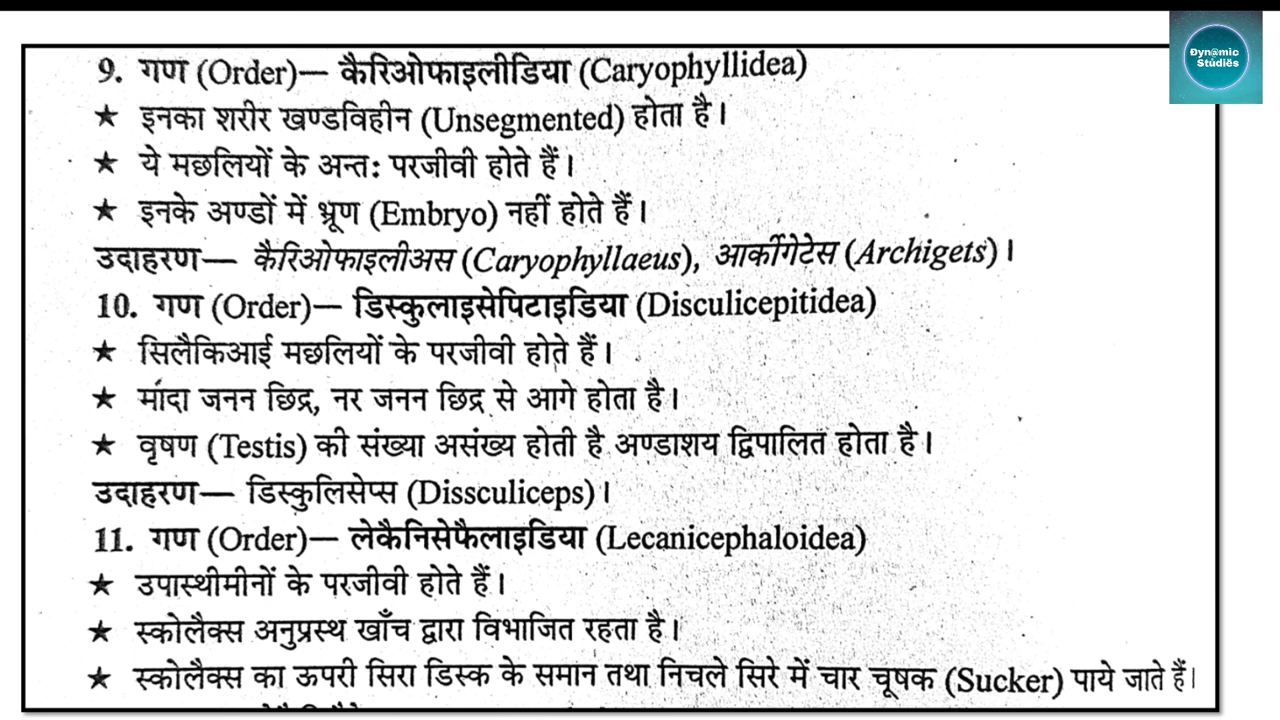 Ðyn@mic
Stúdiës
9. गण (Order)— कैरिओफाइलीडिया (Caryophyllidea)
★ इनका शरीर खण्डविहीन (Unsegmented) होता है।
★ ये मछलियों के अन्तः परजीवी होते हैं।
★ इनके अण्डों में भ्रूण (Embryo) नहीं होते हैं।
उदाहरण— कैरिओफाइलीअस (Caryophyllaeus), आर्कीगेटेस (Archigets)।
10. गण (Order)— डिस्कुलाइसेपिटाइडिया (Disculicepitidea)
★ सिलैकिआई मछलियों के परजीवी होते हैं।
★ मादा जनन छिद्र, नर जनन छिद्र से आगे होता है।
★ वृषण (Testis) की संख्या असंख्य होती है अण्डाशय द्विपालित होता है।
उदाहरण— डिस्कुलिसेप्स (Dissculiceps)।
11. गण (Order)— लेकैनिसेफैलाइडिया (Lecanicephaloidea)
★ उपास्थीमीनों के परजीवी होते हैं।
★ स्कोलैक्स अनुप्रस्थ खाँच द्वारा विभाजित रहता है।
★ स्कोलैक्स का ऊपरी सिरा डिस्क के समान तथा निचले सिरे में चार चूषक (Sucker) पाये जाते हैं।